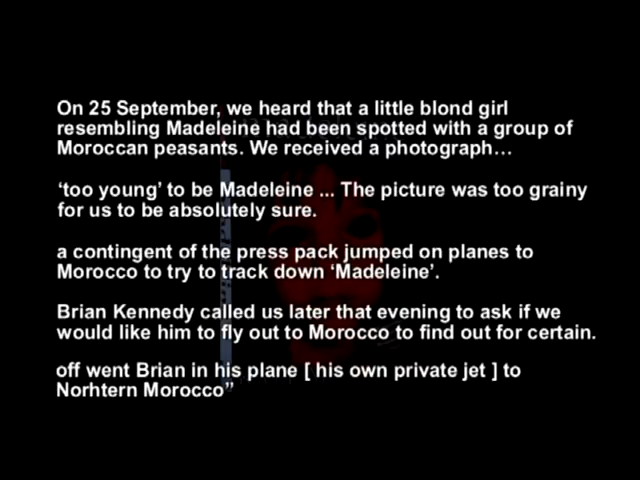 On 25 September, we heard that a little blond girl
resembling Madeleine had been spotted with a group of
Moroccan peasants. We received a photograph…
‘too young’ to be Madeleine ... The picture was too grainy
for us to be absolutely sure.
a contingent of the press pack jumped on planes to
Morocco to try to track down ‘Madeleine’.
Brian Kennedy called us later that evening to ask if we
would like him to fly out to Morocco to find out for certain.
off went Brian in his plane [ his own private jet ] to
Norhtern Morocco”